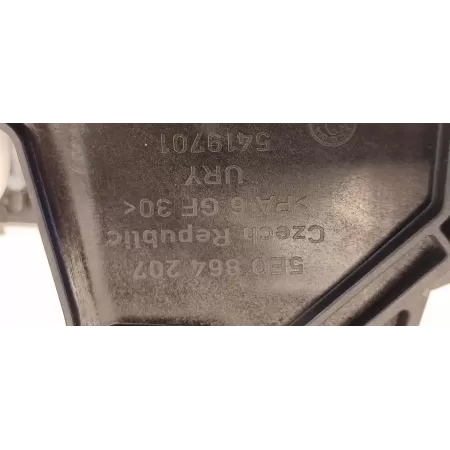 5E0 864 207
Czech Republic
>PA 6 GF 30<
URY
5419701